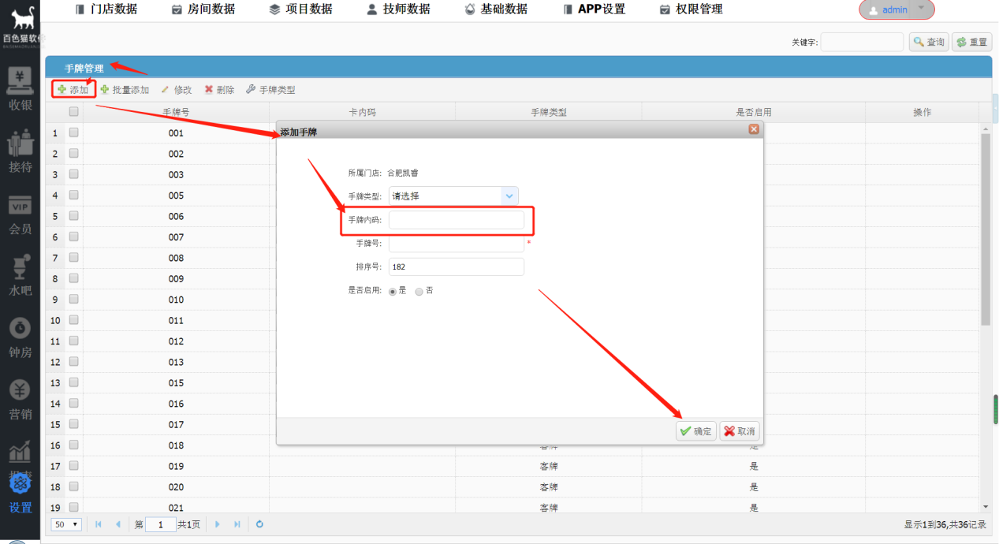 门店数据 房间数据 项目数据 技师数据 基础数据 APP设置 权限管理 admin
百色猫软件
收银
接待
VIP
会员
水吧
钟房
营销
设置
关键字: 查询 重置
手牌管理
添加 批量添加 修改 删除 手牌类型
手牌号 卡内码 手牌类型 是否启用 操作
1 001
2 002
3 003
4 005
5 006
6 007
7 008
8 009
9 010
10 011
11 012
12 013
13 015
14 016
15 017
16 018 客牌 是
17 019 客牌 是
18 020 客牌 是
19 021 客牌 是
添加手牌
所属门店: 合肥凯睿
手牌类型: 请选择
手牌内码:
手牌号: *
排序号: 182
是否启用: 是 否
确定 取消
50 第 1 共1页 显示1到36,共36记录